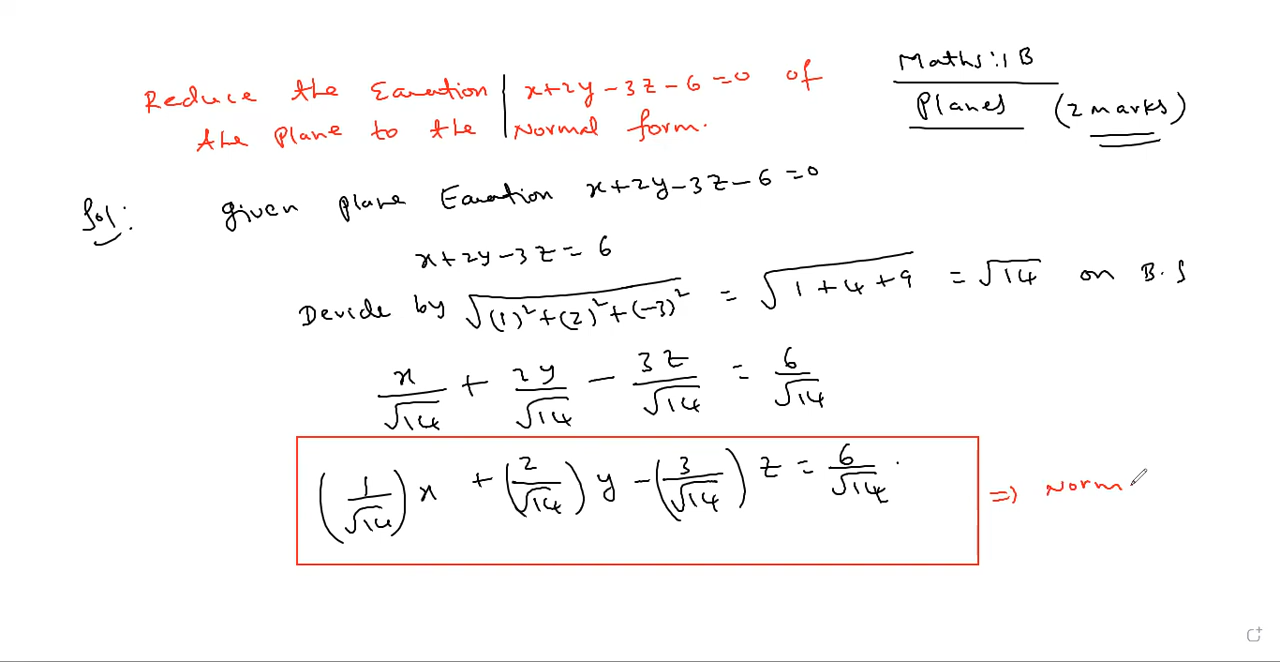 Maths:1B
Planes (2 marks)
Reduce the Equation x+2y-3z-6=0 of
the plane to the Normal form.
Sol: given plane Equation x+2y-3z-6=0
x+2y-3z=6
Devide by √((1)²+(2)²+(-3)²) = √(1+4+9) = √14 on B.S
x/√14 + 2y/√14 - 3z/√14 = 6/√14
(1/√14)x + (2/√14)y - (3/√14)z = 6/√14. ⇒ Norm